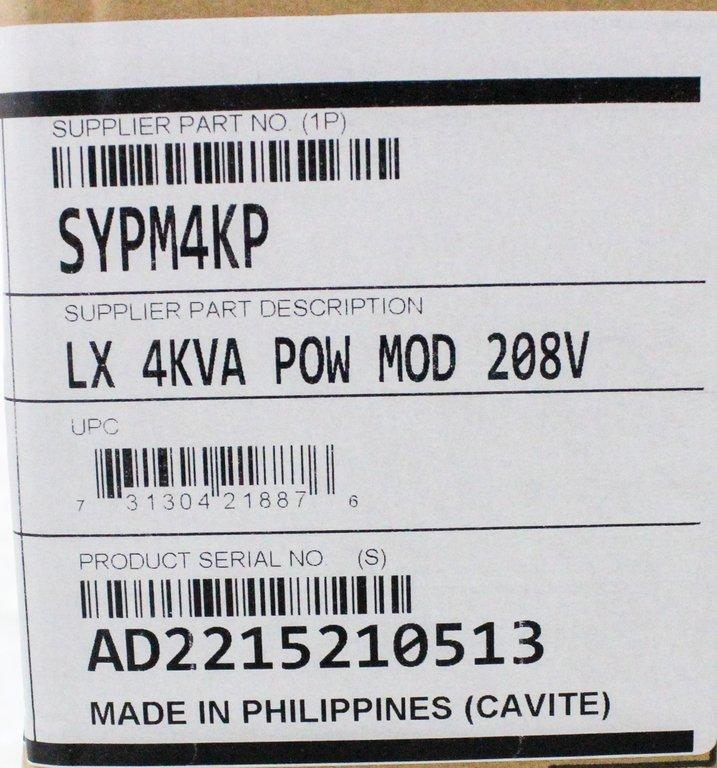 SUPPLIER PART NO. (1P)
SYPM4KP
SUPPLIER PART DESCRIPTION
LX 4KVA POW MOD 208V
UPC
7 31304 21887 6
PRODUCT SERIAL NO (S)
AD2215210513
MADE IN PHILIPPINES (CAVITE)